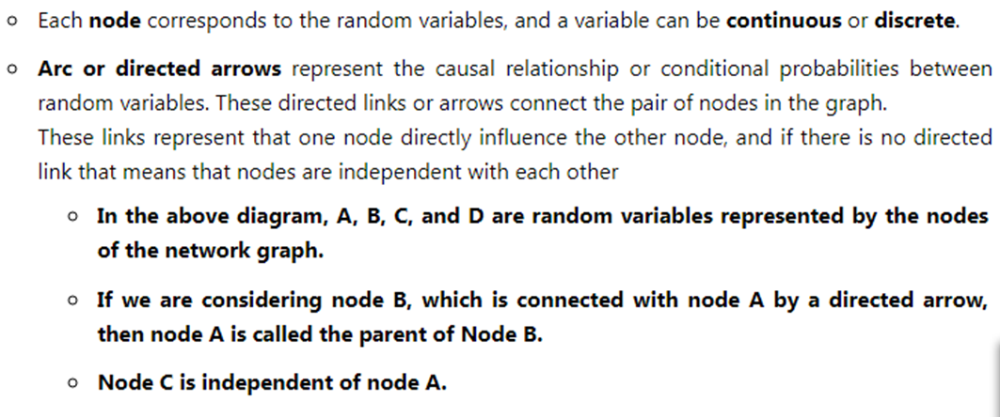 ○ Each node corresponds to the random variables, and a variable can be continuous or discrete.
○ Arc or directed arrows represent the causal relationship or conditional probabilities between
random variables. These directed links or arrows connect the pair of nodes in the graph.
These links represent that one node directly influence the other node, and if there is no directed
link that means that nodes are independent with each other
○ In the above diagram, A, B, C, and D are random variables represented by the nodes
of the network graph.
○ If we are considering node B, which is connected with node A by a directed arrow,
then node A is called the parent of Node B.
○ Node C is independent of node A.